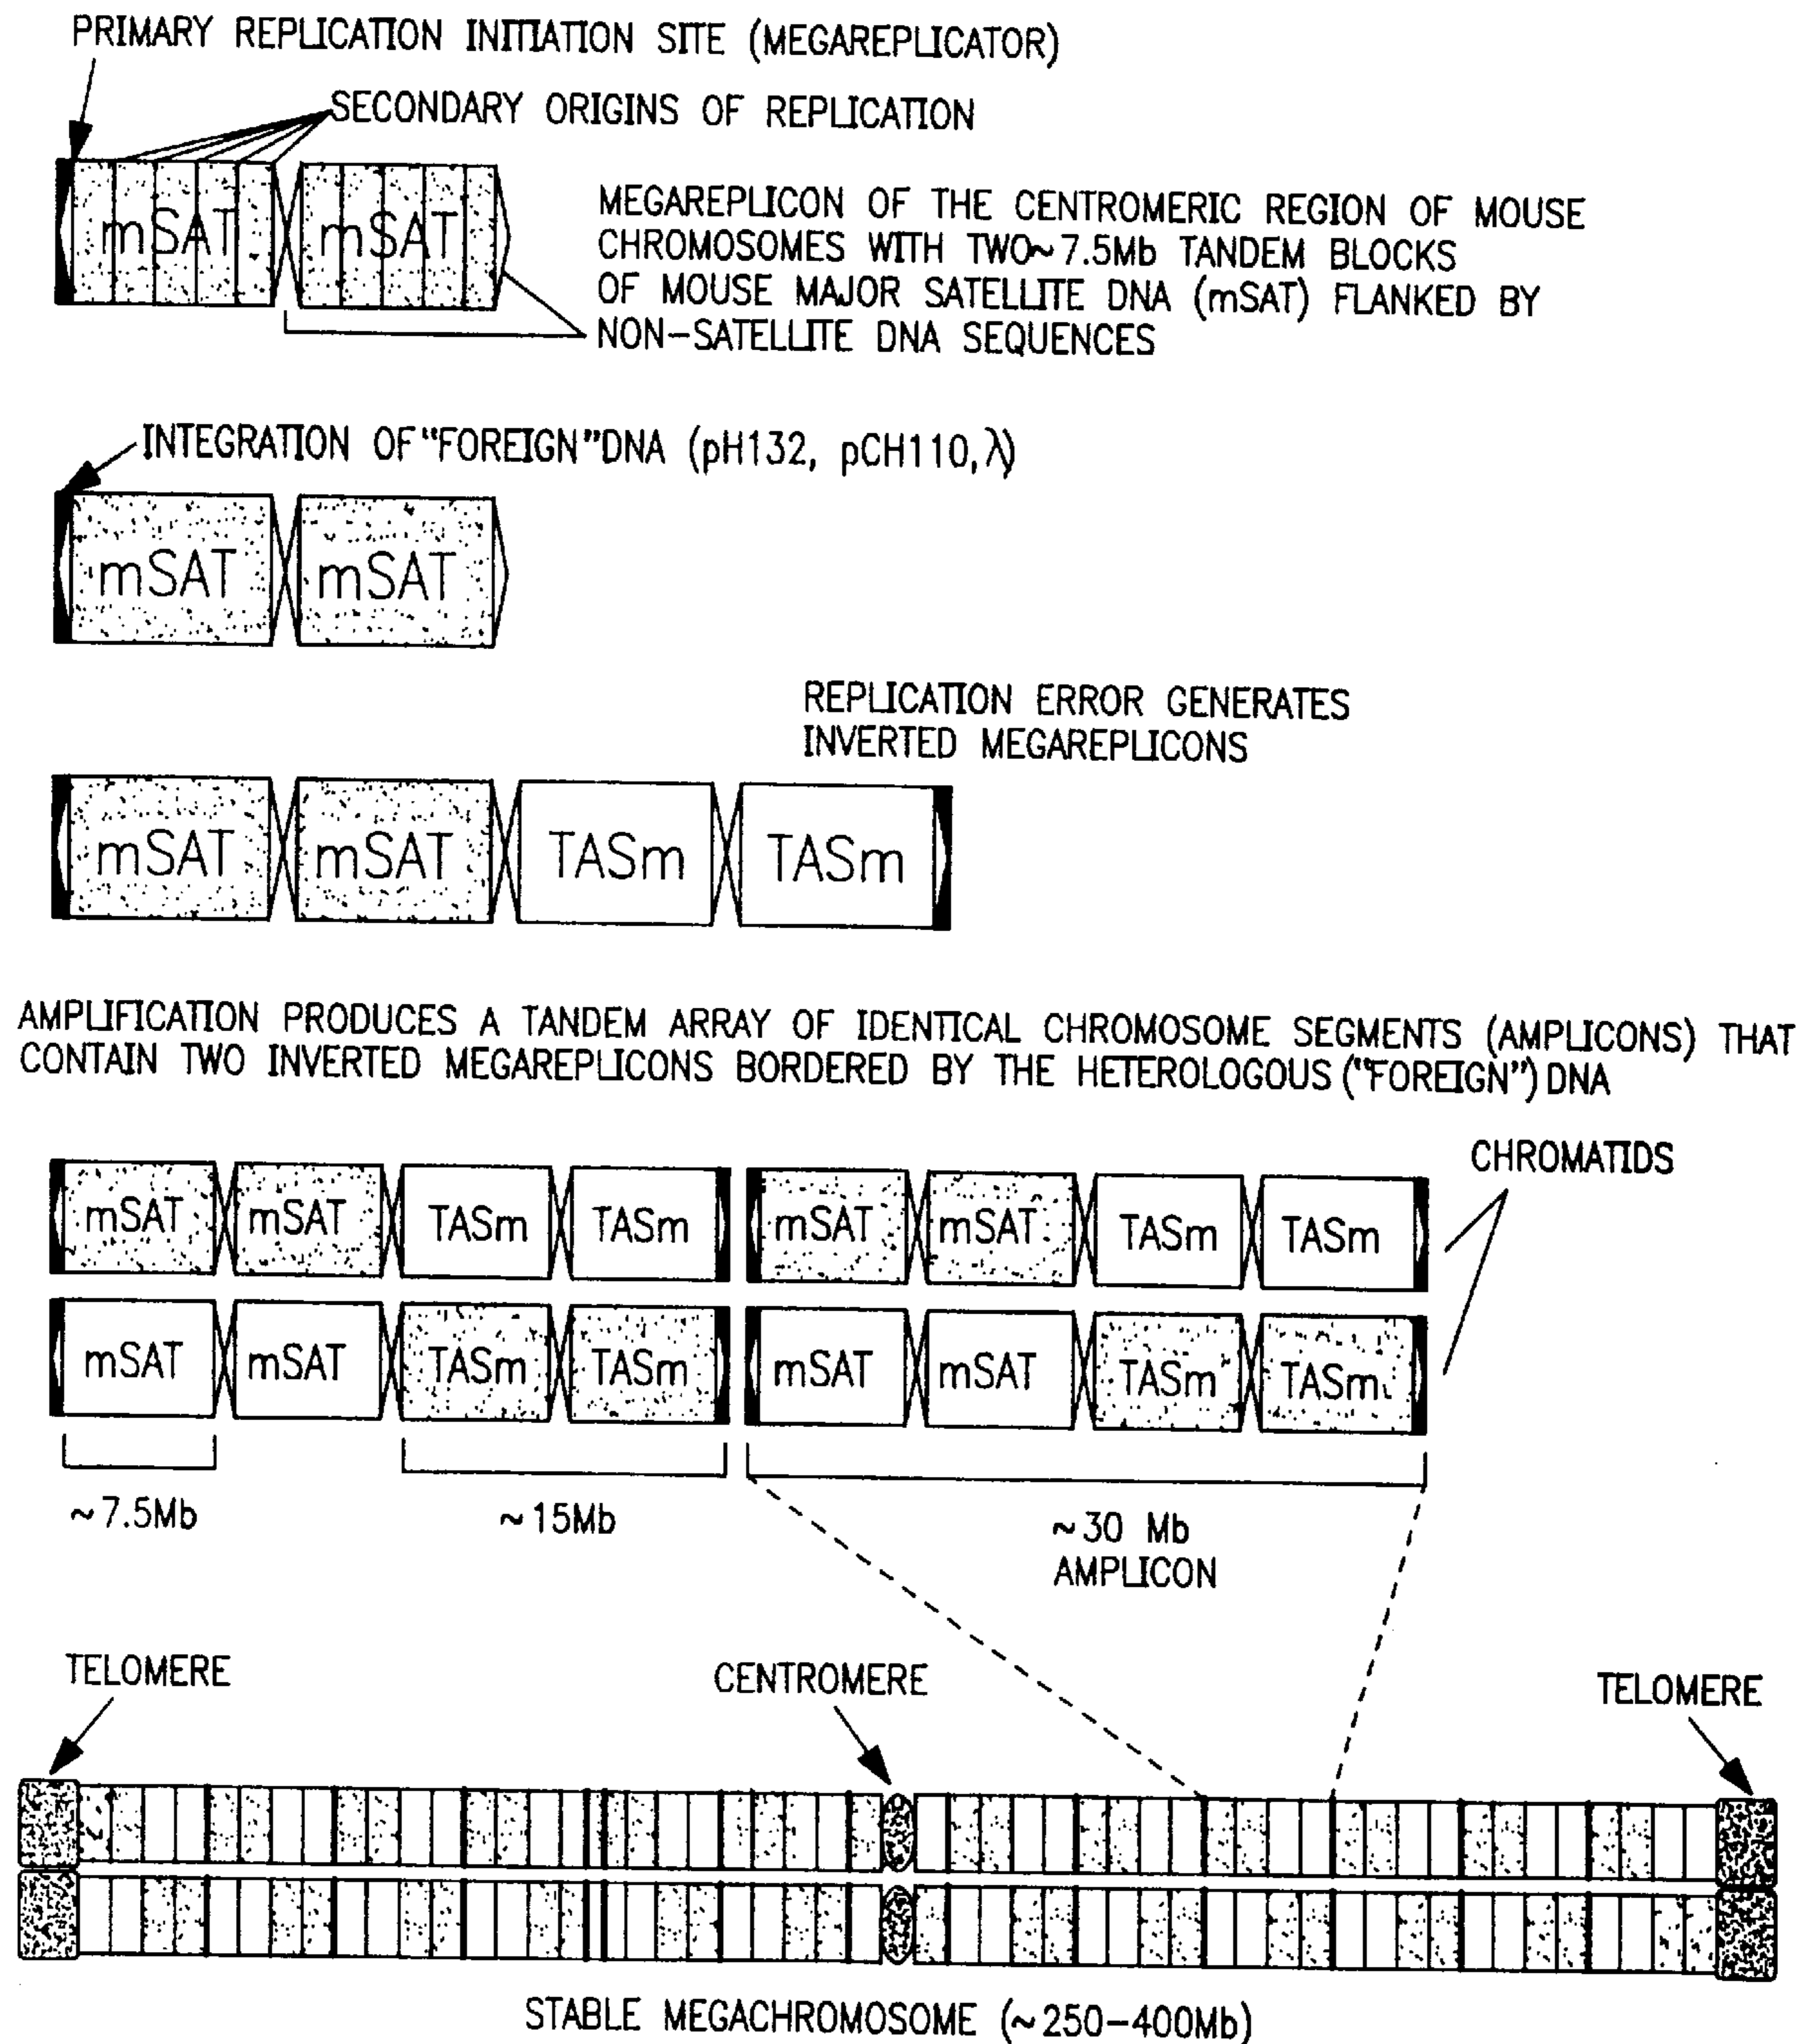 PRIMARY REPLICATION INITIATION SITE (MEGAREPLICATOR)
SECONDARY ORIGINS OF REPLICATION
mSAT mSAT
MEGAREPLICON OF THE CENTROMERIC REGION OF MOUSE
CHROMOSOMES WITH TWO~7.5Mb TANDEM BLOCKS
OF MOUSE MAJOR SATELLITE DNA (mSAT) FLANKED BY
NON-SATELLITE DNA SEQUENCES
INTEGRATION OF "FOREIGN" DNA (pH132, pCH110, λ)
mSAT mSAT
REPLICATION ERROR GENERATES
INVERTED MEGAREPLICONS
mSAT mSAT TASm TASm
AMPLIFICATION PRODUCES A TANDEM ARRAY OF IDENTICAL CHROMOSOME SEGMENTS (AMPLICONS) THAT
CONTAIN TWO INVERTED MEGAREPLICONS BORDERED BY THE HETEROLOGOUS ("FOREIGN") DNA
CHROMATIDS
mSAT mSAT TASm TASm mSAT mSAT TASm TASm
mSAT mSAT TASm TASm mSAT mSAT TASm TASm
~7.5Mb ~15Mb ~30 Mb
AMPLICON
TELOMERE CENTROMERE TELOMERE
STABLE MEGACHROMOSOME (~250-400Mb)